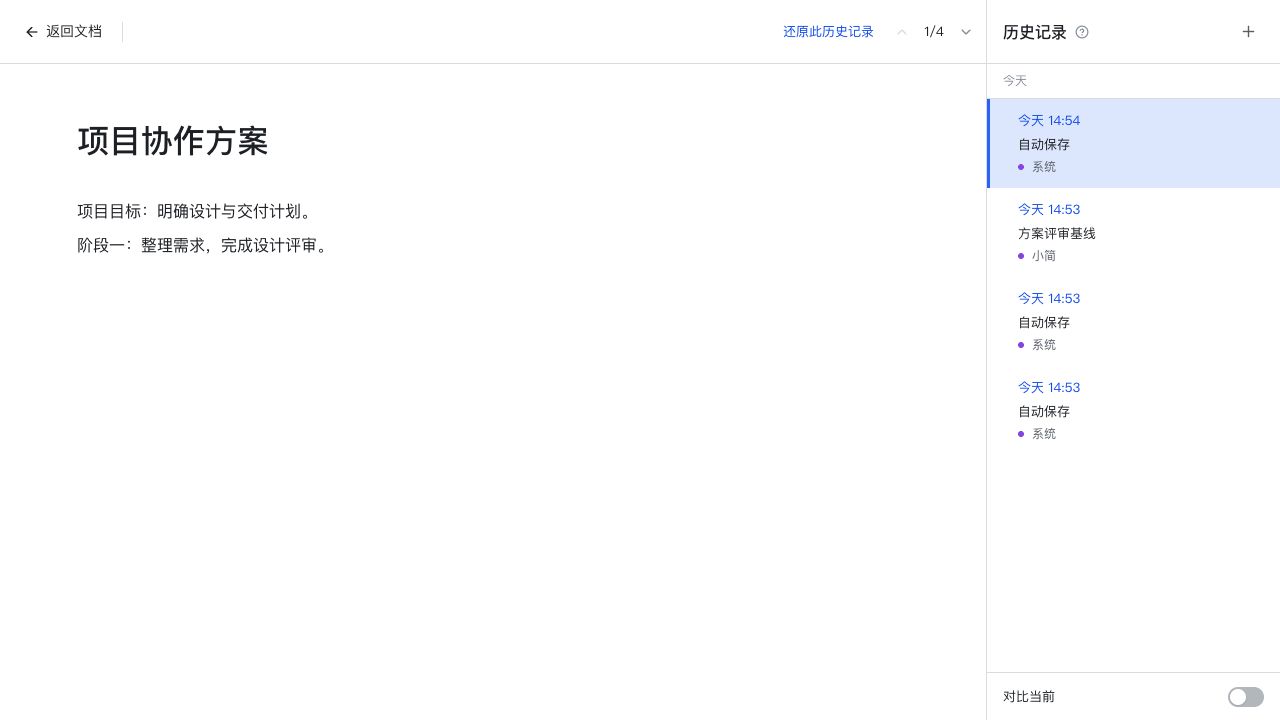 返回文档
还原此历史记录
1/4
项目协作方案
项目目标：明确设计与交付计划。
阶段一：整理需求，完成设计评审。
历史记录
今天
今天 14:54
自动保存
系统
今天 14:53
方案评审基线
小简
今天 14:53
自动保存
系统
今天 14:53
自动保存
系统
对比当前